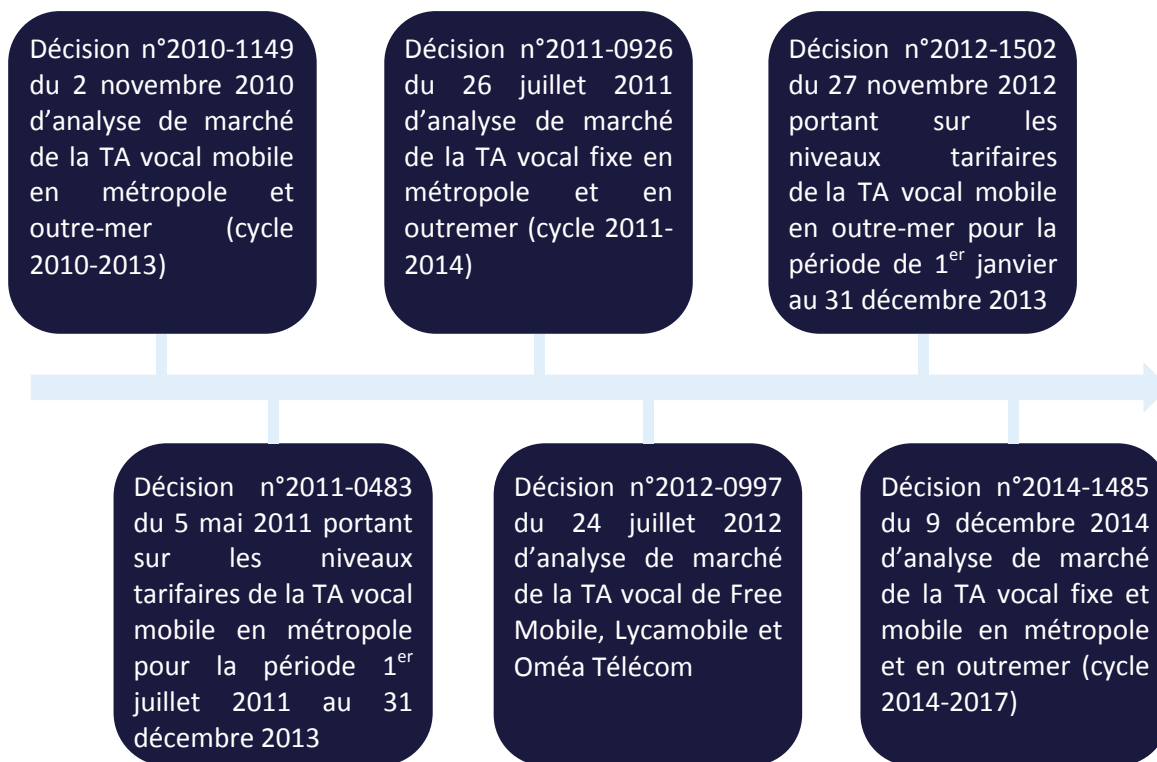 Décision n°2010-1149
du 2 novembre 2010
d'analyse de marché
de la TA vocal mobile
en métropole et
outre-mer (cycle
2010-2013)
Décision n°2011-0926
du 26 juillet 2011
d'analyse de marché
de la TA vocal fixe en
métropole et en
outremer (cycle 2011-
2014)
Décision n°2012-1502
du 27 novembre 2012
portant sur les
niveaux tarifaires
de la TA vocal mobile
en outre-mer pour la
période de 1er janvier
au 31 décembre 2013
Décision n°2011-0483
du 5 mai 2011 portant
sur les niveaux
tarifaires de la TA vocal
mobile en métropole
pour la période 1er
juillet 2011 au 31
décembre 2013
Décision n°2012-0997
du 24 juillet 2012
d'analyse de marché
de la TA vocal de Free
Mobile, Lycamobile et
Oméa Télécom
Décision n°2014-1485
du 9 décembre 2014
d'analyse de marché
de la TA vocal fixe et
mobile en métropole
et en outremer (cycle
2014-2017)